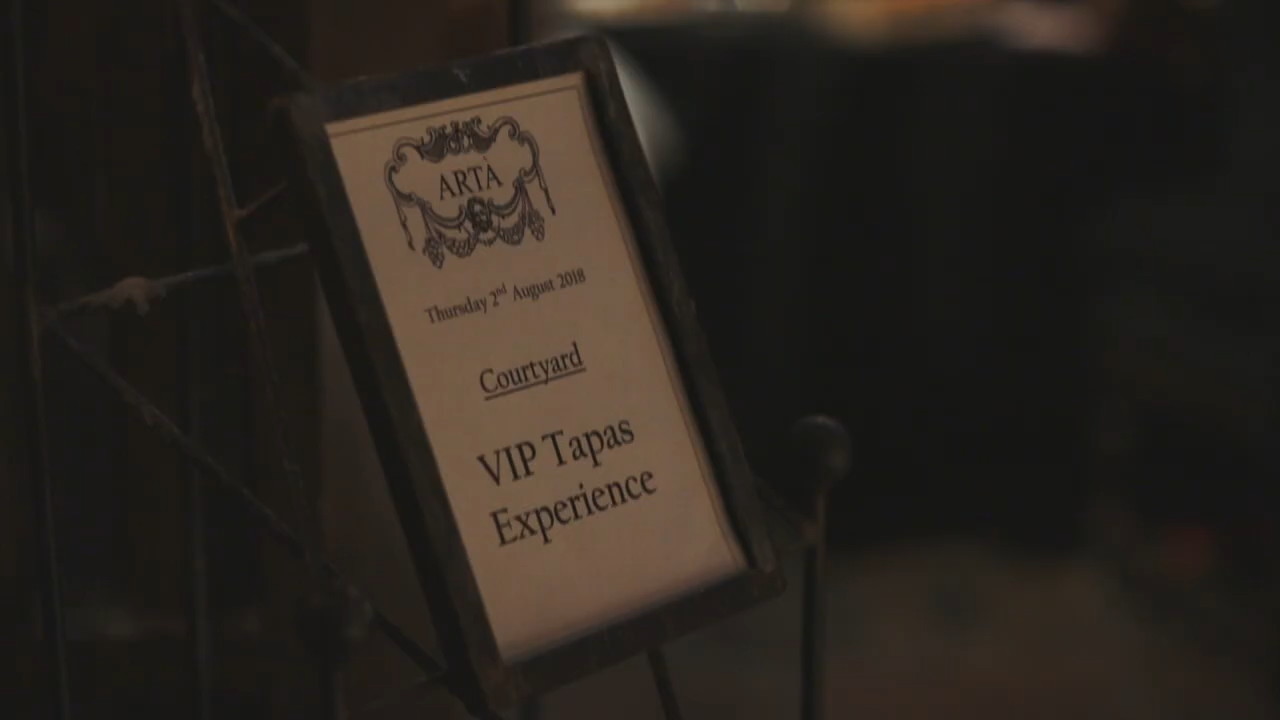 ARTÀ
Thursday 2nd August 2018
Courtyard
VIP Tapas
Experience